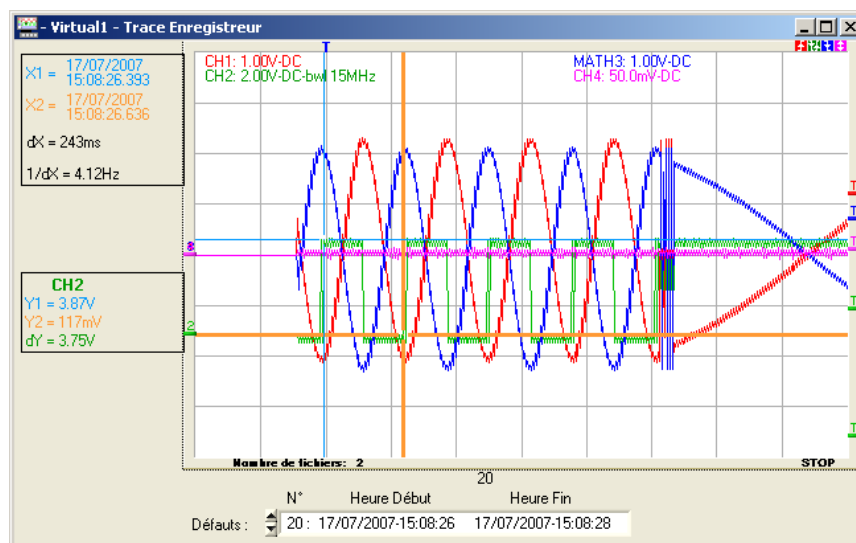 - Virtual1 - Trace Enregistreur
X1 = 17/07/2007
15:08:26.393
X2 = 17/07/2007
15:08:26.636
dX = 243ms
1/dX = 4.12Hz
CH1: 1.00V-DC
MATH3: 1.00V-DC
CH2: 2.00V-DC-bwl 15MHz
CH4: 50.0mV-DC
T
T
T
T
T
T
CH2
Y1 = 3.87V
Y2 = 117mV
dY = 3.75V
2
Nombre de fichiers: 2
STOP
20
N° Heure Début Heure Fin
Défauts : 20 : 17/07/2007-15:08:26 17/07/2007-15:08:28